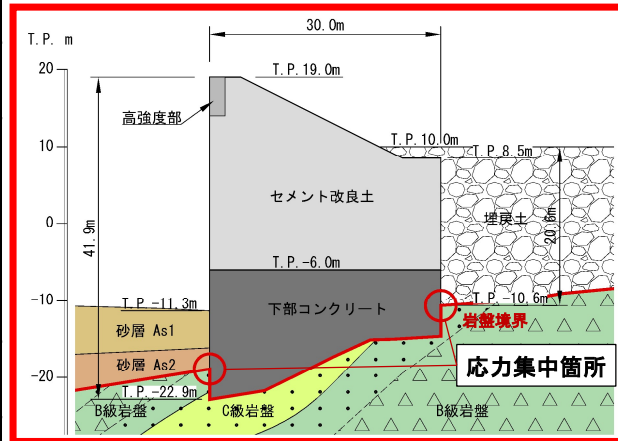 30.0m
T.P. m
20
T.P.19.0m
高強度部
T.P.10.0m
T.P.8.5m
10
セメント改良土
埋戻土
20.6m
41.9m
0
T.P.-6.0m
-10
T.P.-11.3m
下部コンクリート
T.P.-10.6m
岩盤境界
砂層 As1
砂層 As2
応力集中箇所
-20
T.P.-22.9m
B級岩盤
C級岩盤
B級岩盤